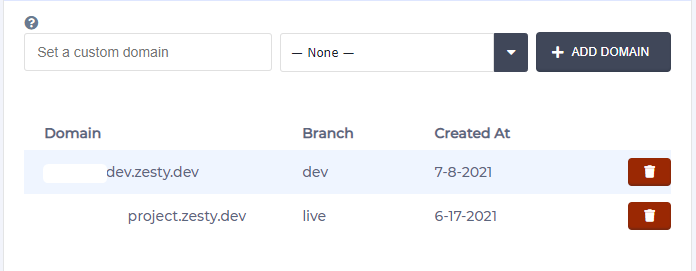 ?
Set a custom domain — None — + ADD DOMAIN
Domain Branch Created At
dev.zesty.dev dev 7-8-2021
project.zesty.dev live 6-17-2021